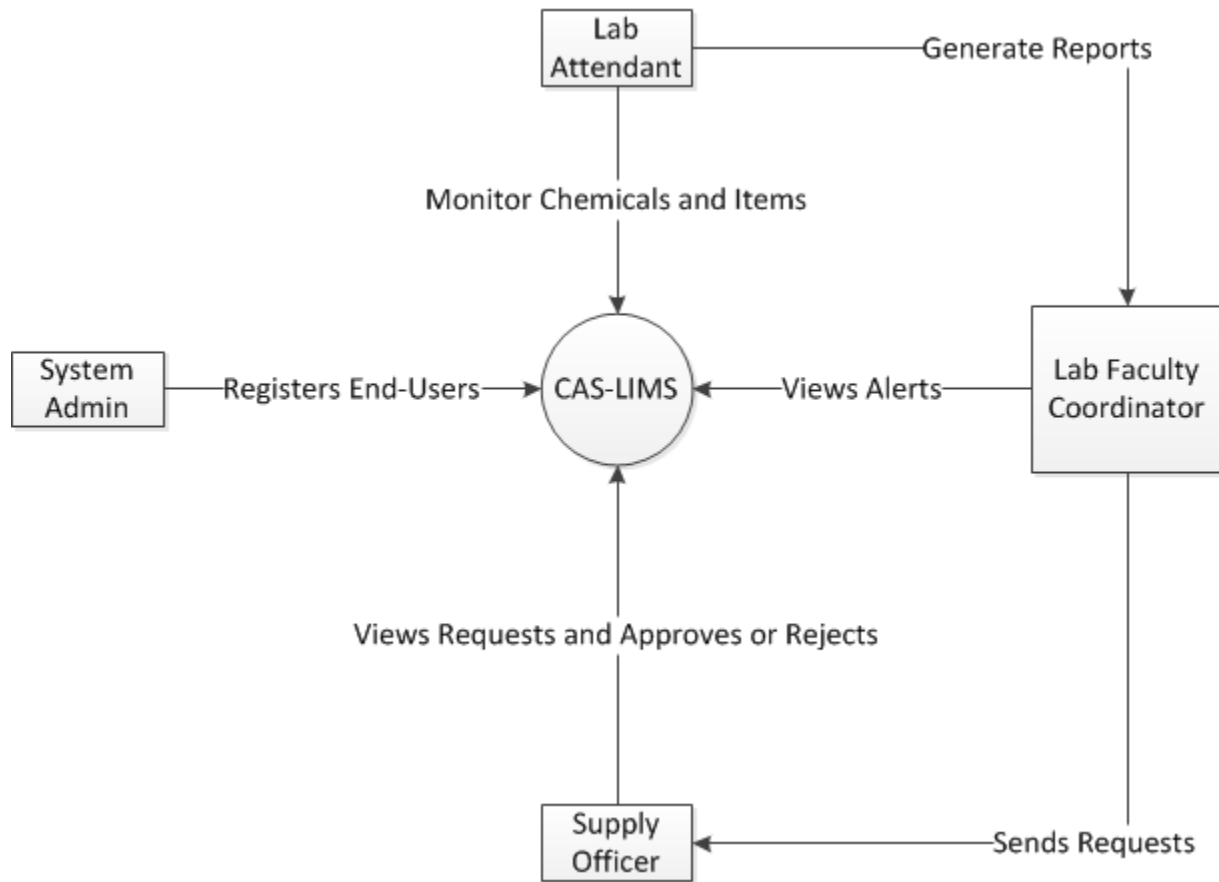 Lab
Attendant
Generate Reports
Monitor Chemicals and Items
System
Admin
Registers End-Users
CAS-LIMS
Views Alerts
Lab Faculty
Coordinator
Views Requests and Approves or Rejects
Supply
Officer
Sends Requests